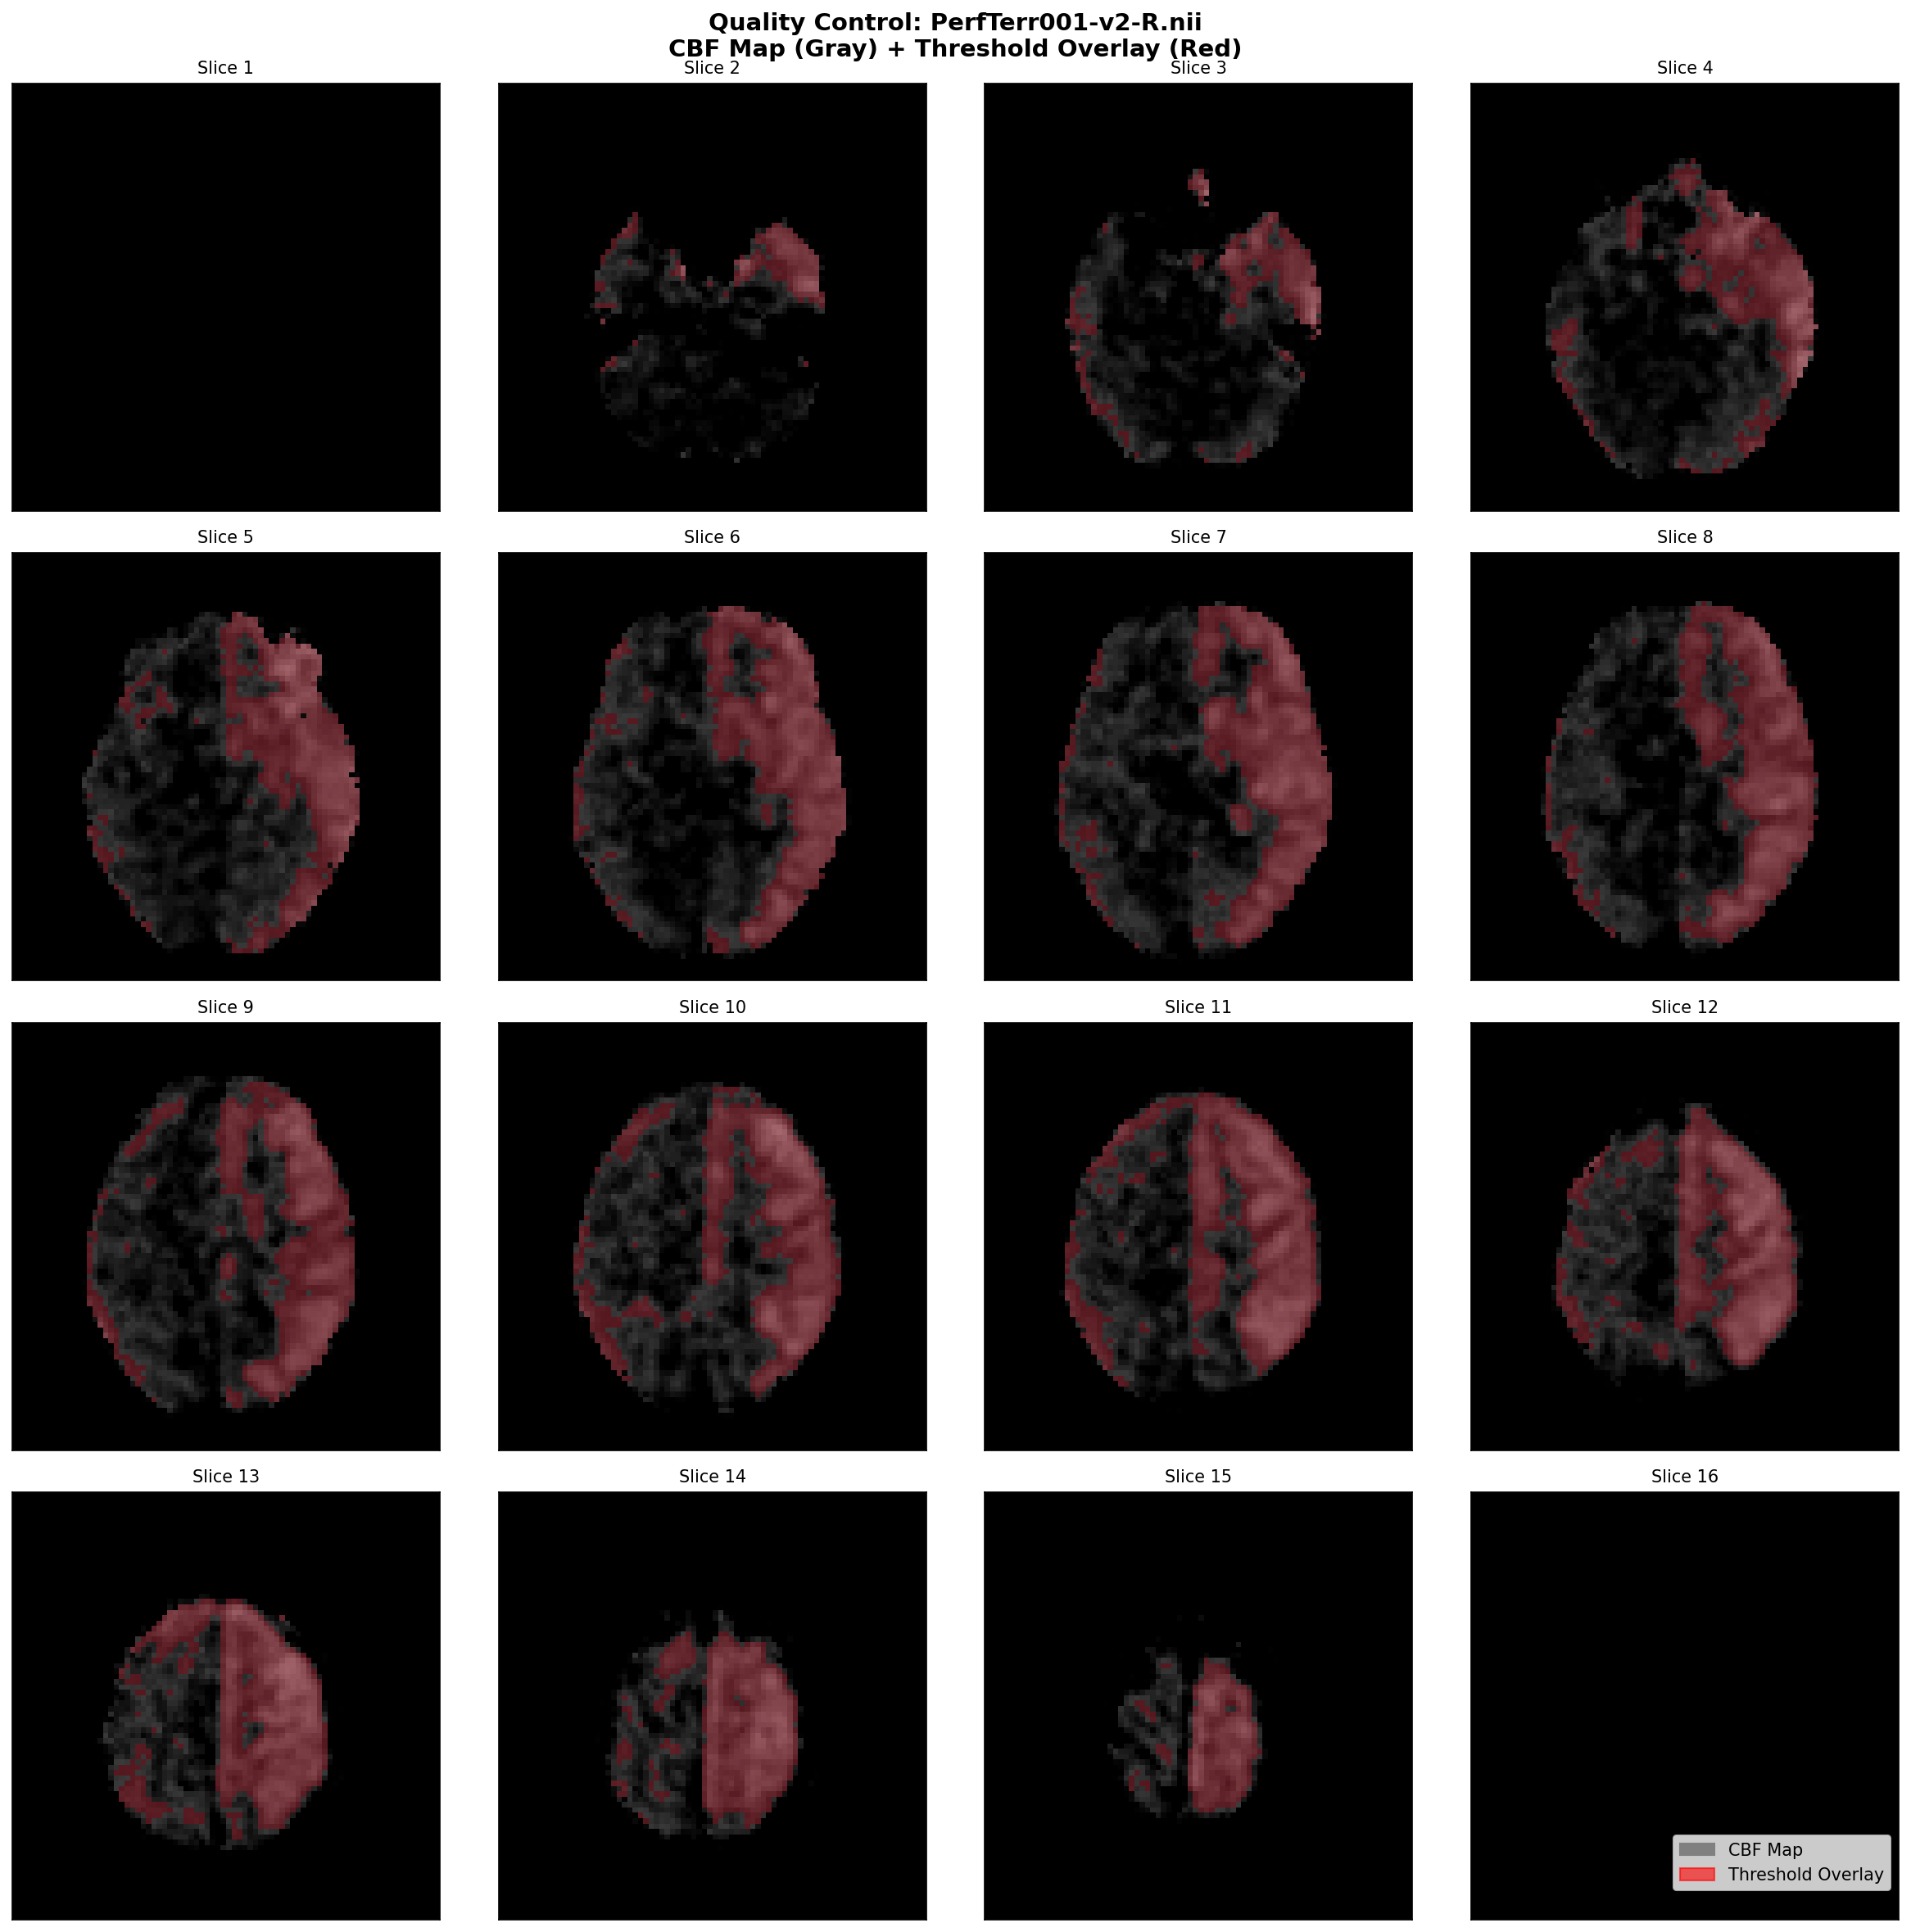 Quality Control: PerfTerr001-v2-R.nii
CBF Map (Gray) + Threshold Overlay (Red)
Slice 1
Slice 2
Slice 3
Slice 4
Slice 5
Slice 6
Slice 7
Slice 8
Slice 9
Slice 10
Slice 11
Slice 12
Slice 13
Slice 14
Slice 15
Slice 16
CBF Map
Threshold Overlay